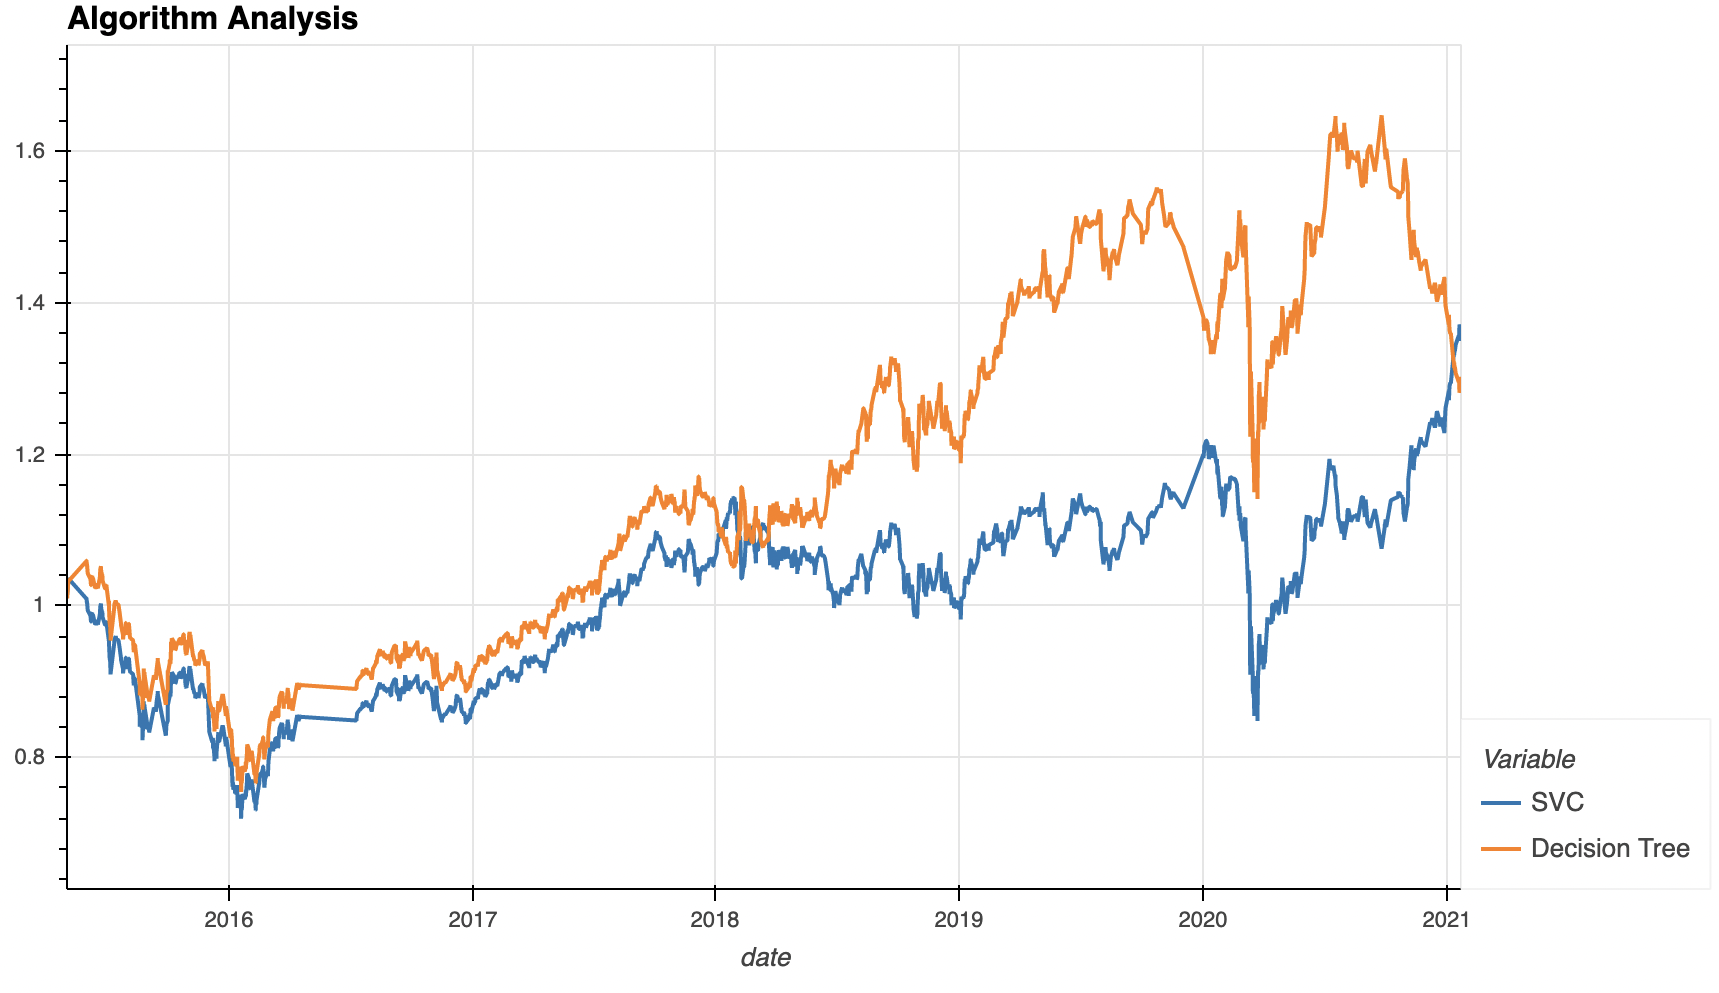 Algorithm Analysis
1.6
1.4
1.2
1
0.8
2016 2017 2018 2019 2020 2021
date
Variable
SVC
Decision Tree